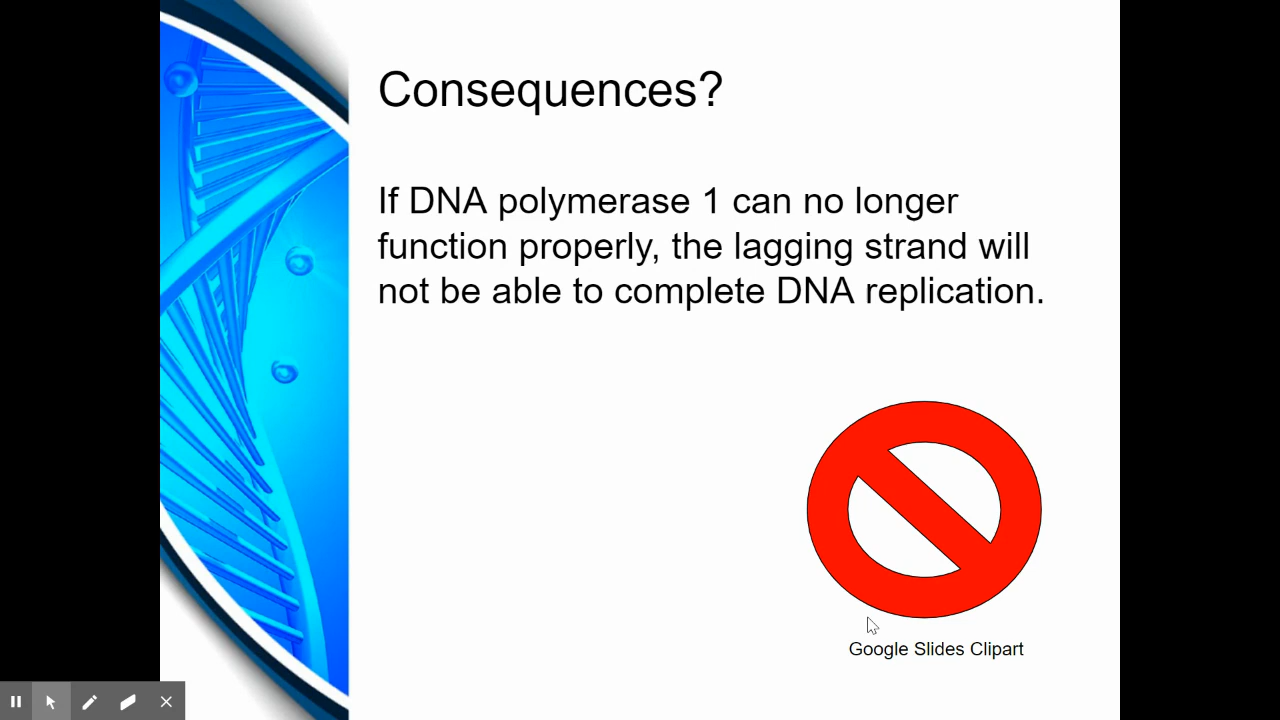 Consequences?
If DNA polymerase 1 can no longer
function properly, the lagging strand will
not be able to complete DNA replication.
Google Slides Clipart